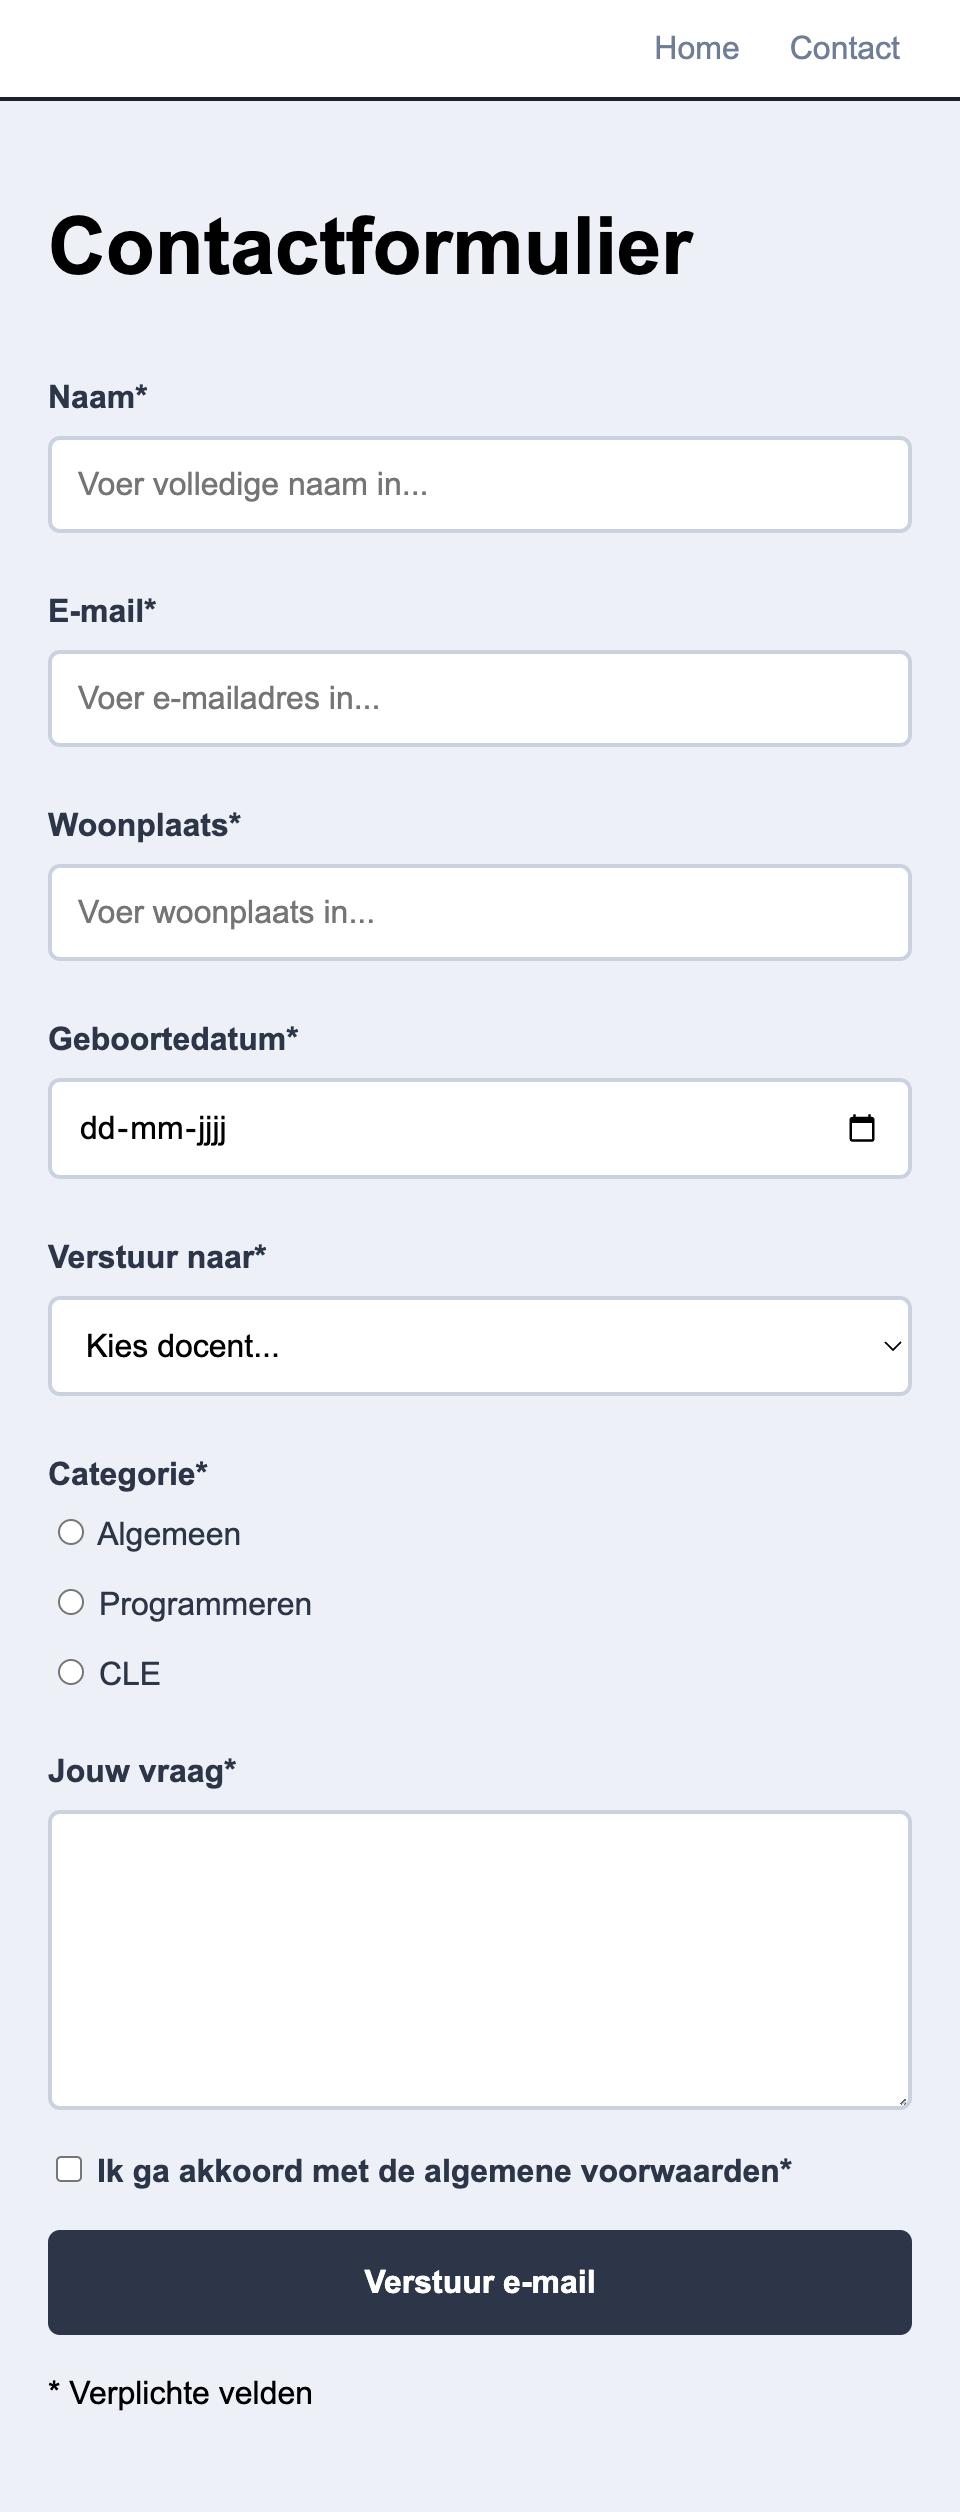 Home Contact
Contactformulier
Naam*
Voer volledige naam in...
E-mail*
Voer e-mailadres in...
Woonplaats*
Voer woonplaats in...
Geboortedatum*
dd-mm-jjjj
Verstuur naar*
Kies docent...
Categorie*
Algemeen
Programmeren
CLE
Jouw vraag*
Ik ga akkoord met de algemene voorwaarden*
Verstuur e-mail
* Verplichte velden